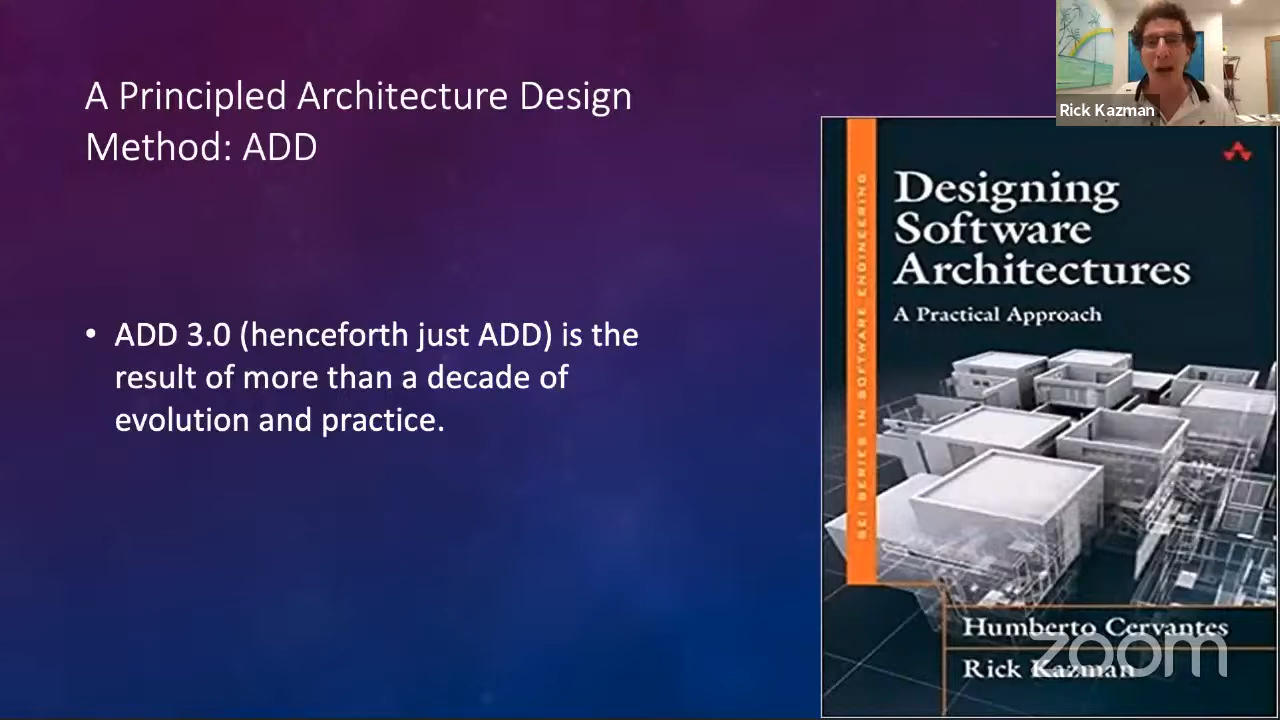 A Principled Architecture Design
Method: ADD
• ADD 3.0 (henceforth just ADD) is the
result of more than a decade of
evolution and practice.
Rick Kazman
SEI SERIES IN SOFTWARE ENGINEERING
Designing
Software
Architectures
A Practical Approach
Humberto Cervantes
Rick Kazman
zoom